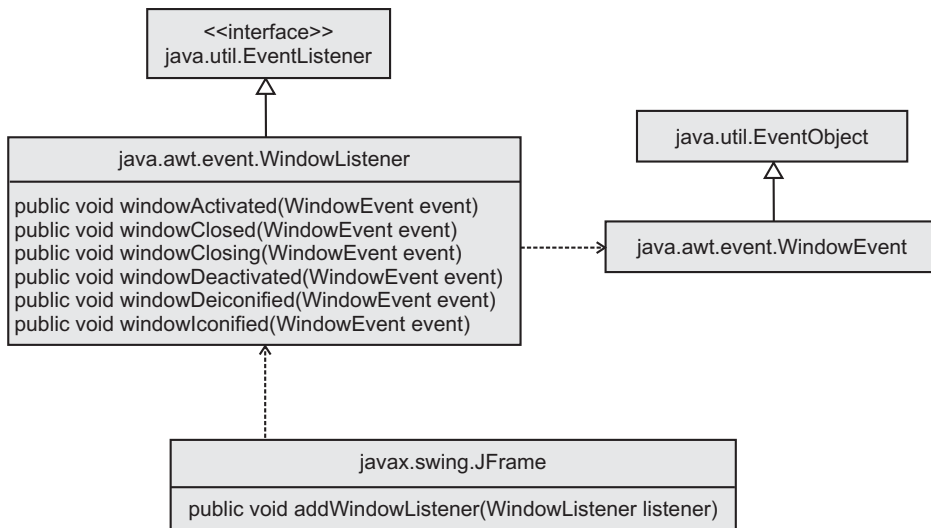 <<interface>>
java.util.EventListener
java.awt.event.WindowListener
public void windowActivated(WindowEvent event)
public void windowClosed(WindowEvent event)
public void windowClosing(WindowEvent event)
public void windowDeactivated(WindowEvent event)
public void windowDeiconified(WindowEvent event)
public void windowIconified(WindowEvent event)
java.util.EventObject
java.awt.event.WindowEvent
javax.swing.JFrame
public void addWindowListener(WindowListener listener)